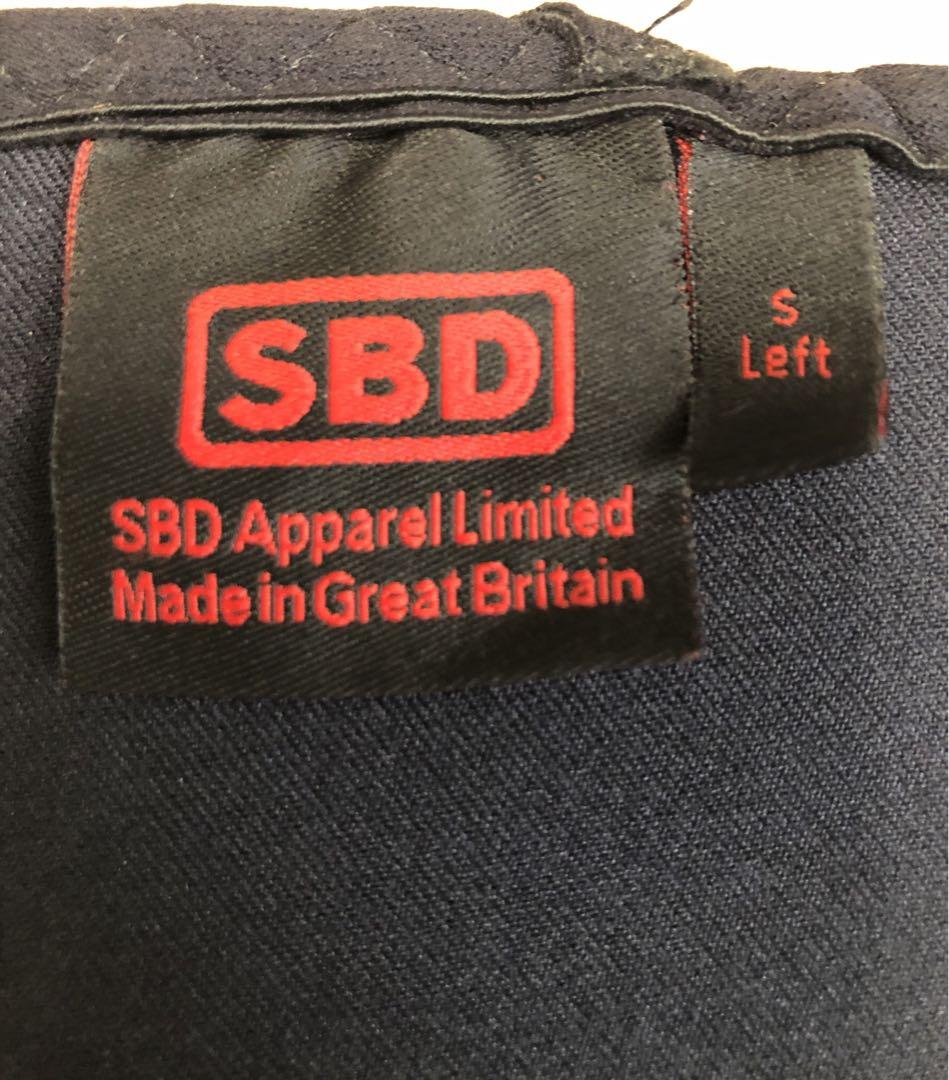 SBD
SBD Apparel Limited
Made in Great Britain
S
Left